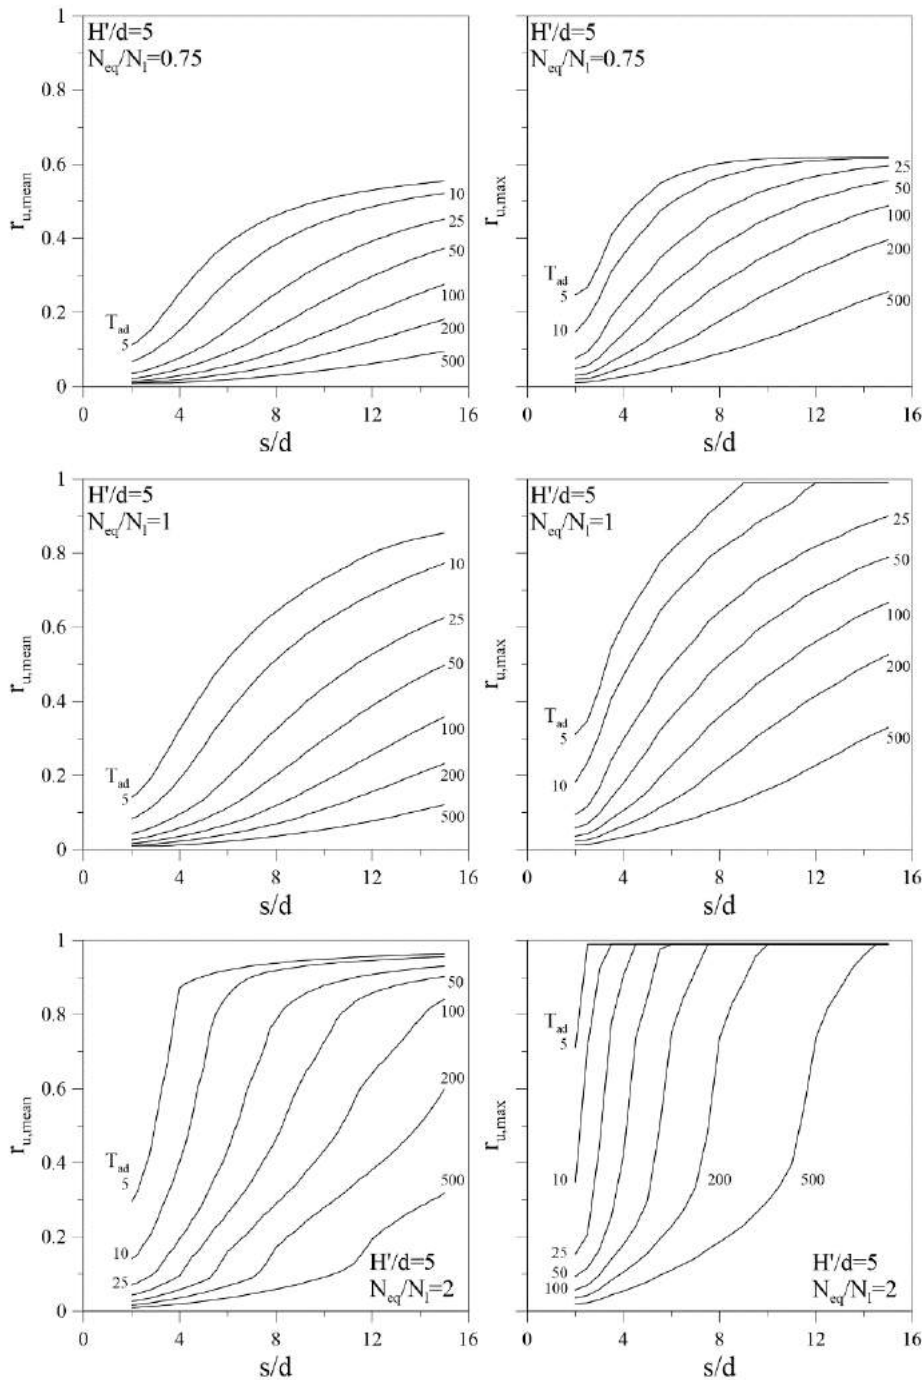 H'/d=5
N_eq/N_l=0.75
1
0.8
0.6
0.4
0.2
0
r_u,mean
T_ad
5
10
25
50
100
200
500
0 4 8 12 16
s/d
H'/d=5
N_eq/N_l=0.75
r_u,max
T_ad
5
10
25
50
100
200
500
0 4 8 12 16
s/d
H'/d=5
N_eq/N_l=1
1
0.8
0.6
0.4
0.2
0
r_u,mean
T_ad
5
10
25
50
100
200
500
0 4 8 12 16
s/d
H'/d=5
N_eq/N_l=1
r_u,max
T_ad
5
10
25
50
100
200
500
0 4 8 12 16
s/d
1
0.8
0.6
0.4
0.2
0
r_u,mean
T_ad
5
10
25
50
100
200
500
H'/d=5
N_eq/N_l=2
0 4 8 12 16
s/d
r_u,max
T_ad
5
10
25
50
100
200
500
H'/d=5
N_eq/N_l=2
0 4 8 12 16
s/d